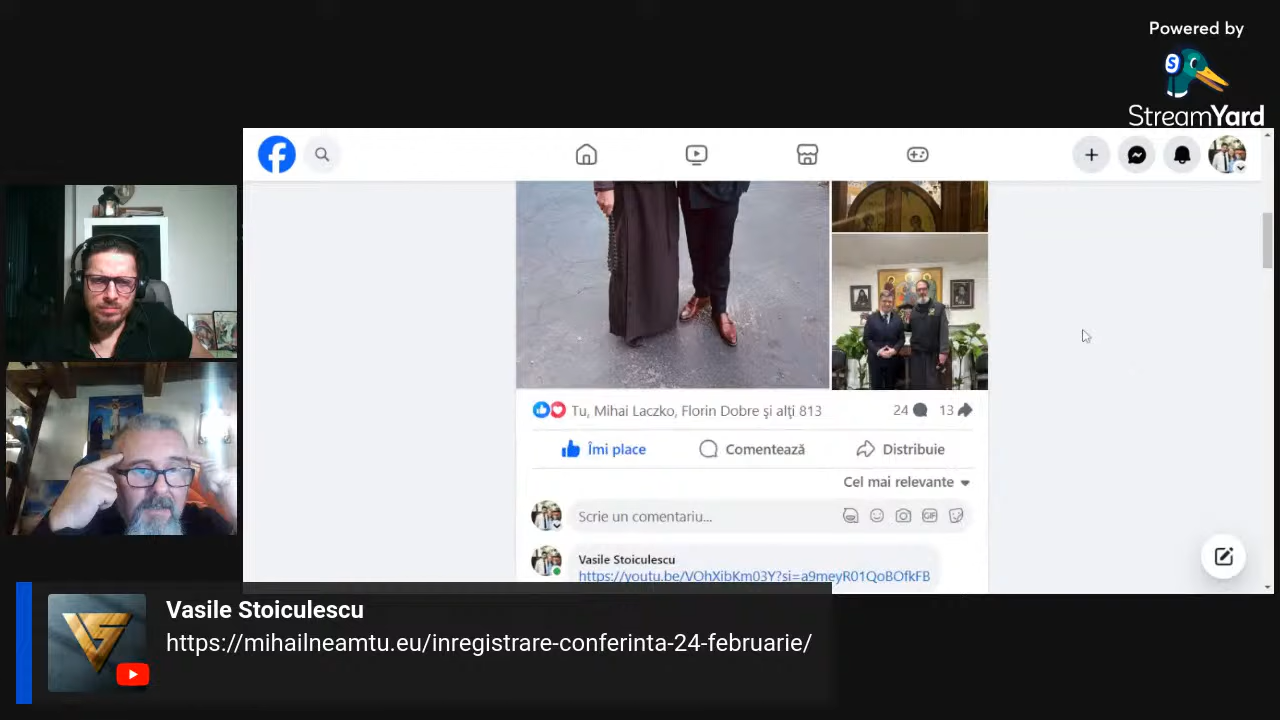 Powered by
StreamYard
Tu, Mihai Laczko, Florin Dobre și alți 813
24
13
Îmi place
Comentează
Distribuie
Cel mai relevante
Scrie un comentariu...
GIF
Vasile Stoiculescu
https://youtu.be/VOhXibKm03Y?si=a9meyR01QoBOfkFB
Vasile Stoiculescu
https://mihailneamtu.eu/inregistrare-conferinta-24-februarie/